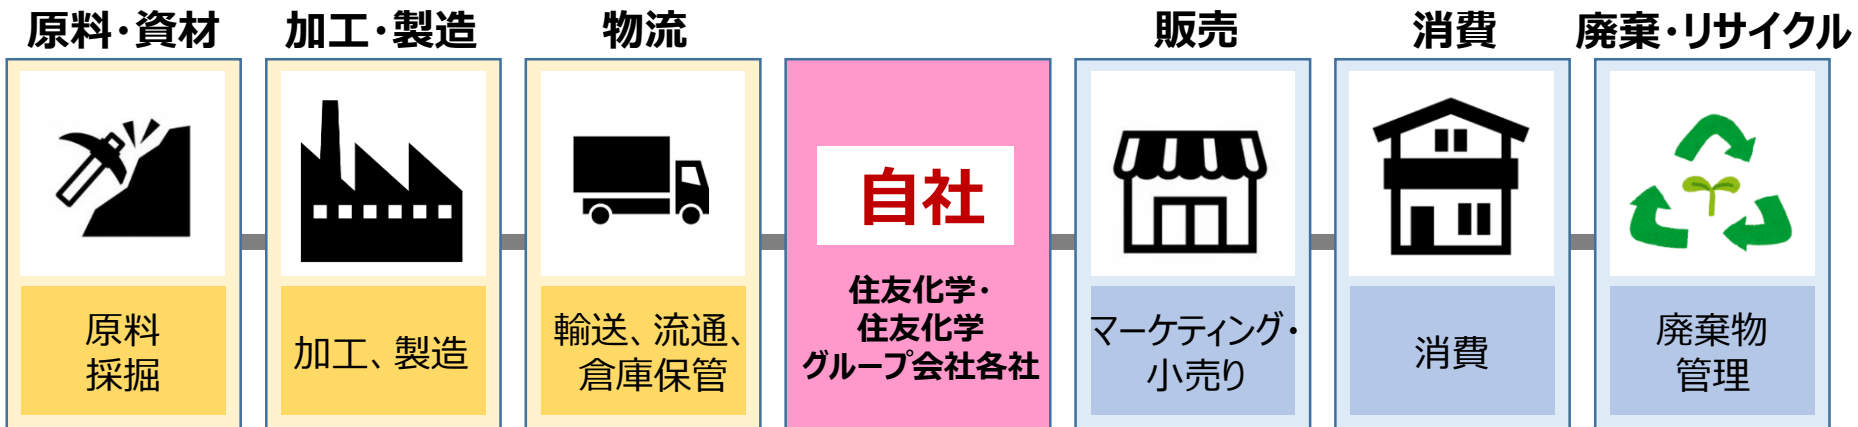 原料・資材
加工・製造
物流
販売
消費
廃棄・リサイクル
原料
採掘
加工、製造
輸送、流通、
倉庫保管
自社
住友化学・
住友化学
グループ会社各社
マーケティング・
小売り
消費
廃棄物
管理